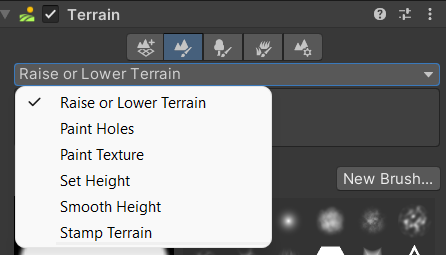 Terrain
Raise or Lower Terrain
Raise or Lower Terrain
Paint Holes
Paint Texture
Set Height
Smooth Height
Stamp Terrain
New Brush...